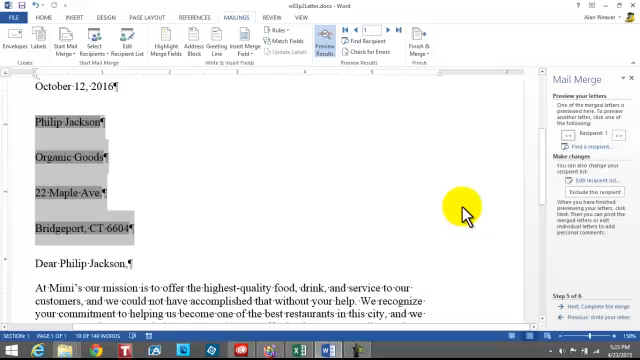 w03p2Letter.docx - Word
Alan Weaver
FILE HOME INSERT DESIGN PAGE LAYOUT REFERENCES MAILINGS REVIEW VIEW
Envelopes Labels
Create
Start Mail Merge
Select Recipients
Edit Recipient List
Start Mail Merge
Highlight Merge Fields
Address Block
Greeting Line
Insert Merge Field
Rules
Match Fields
Update Labels
Write & Insert Fields
Preview Results
1
Find Recipient
Check for Errors
Preview Results
Finish & Merge
Finish
October 12, 2016¶
Philip Jackson¶
Organic Goods¶
22 Maple Ave.¶
Bridgeport, CT 6604¶
Dear Philip Jackson,¶
At Mimi's our mission is to offer the highest-quality food, drink, and service to our
customers, and we could not have accomplished that without your help. We recognize
your commitment to helping us become one of the best restaurants in this city, and we
Mail Merge
Preview your letters
One of the merged letters is previewed here. To preview another letter, click one of the following:
<< Recipient: 1 >>
Find a recipient...
Make changes
You can also change your recipient list:
Edit recipient list...
Exclude this recipient
When you have finished previewing your letters, click Next. Then you can print the merged letters or edit individual letters to add personal comments.
Step 5 of 6
Next: Complete the merge
Previous: Write your letter
SECTION: 1 PAGE 1 OF 1 18 OF 140 WORDS
150%
5:22 PM